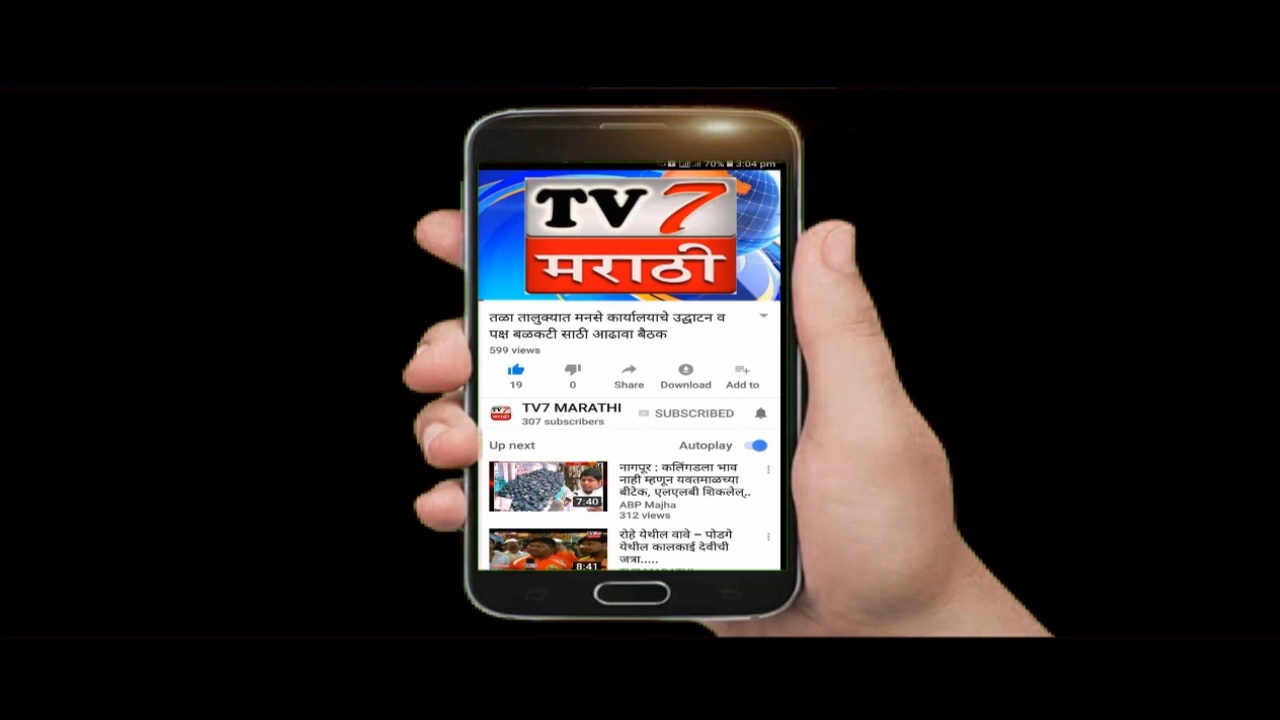 70% 3:04 pm
TV 7
मराठी
तळा तालुक्यात मनसे कार्यालयाचे उद्घाटन व
पक्ष बळकटी साठी आढावा बैठक
599 views
19 0 Share Download Add to
TV7 MARATHI
SUBSCRIBED
307 subscribers
Up next Autoplay
नागपूर : कलिंगडला भाव
नाही म्हणून यवतमाळच्या
बीटेक, एलएलबी शिकलेल्..
ABP Majha
312 views
7:40
रोहे येथील वावे – पोडगे
येथील कालकाई देवीची
जत्रा.....
8:41